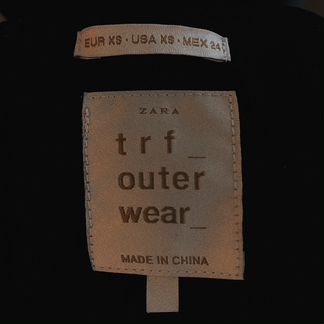 EUR XS · USA XS · MEX 24
ZARA
trf_
outer
wear_
MADE IN CHINA